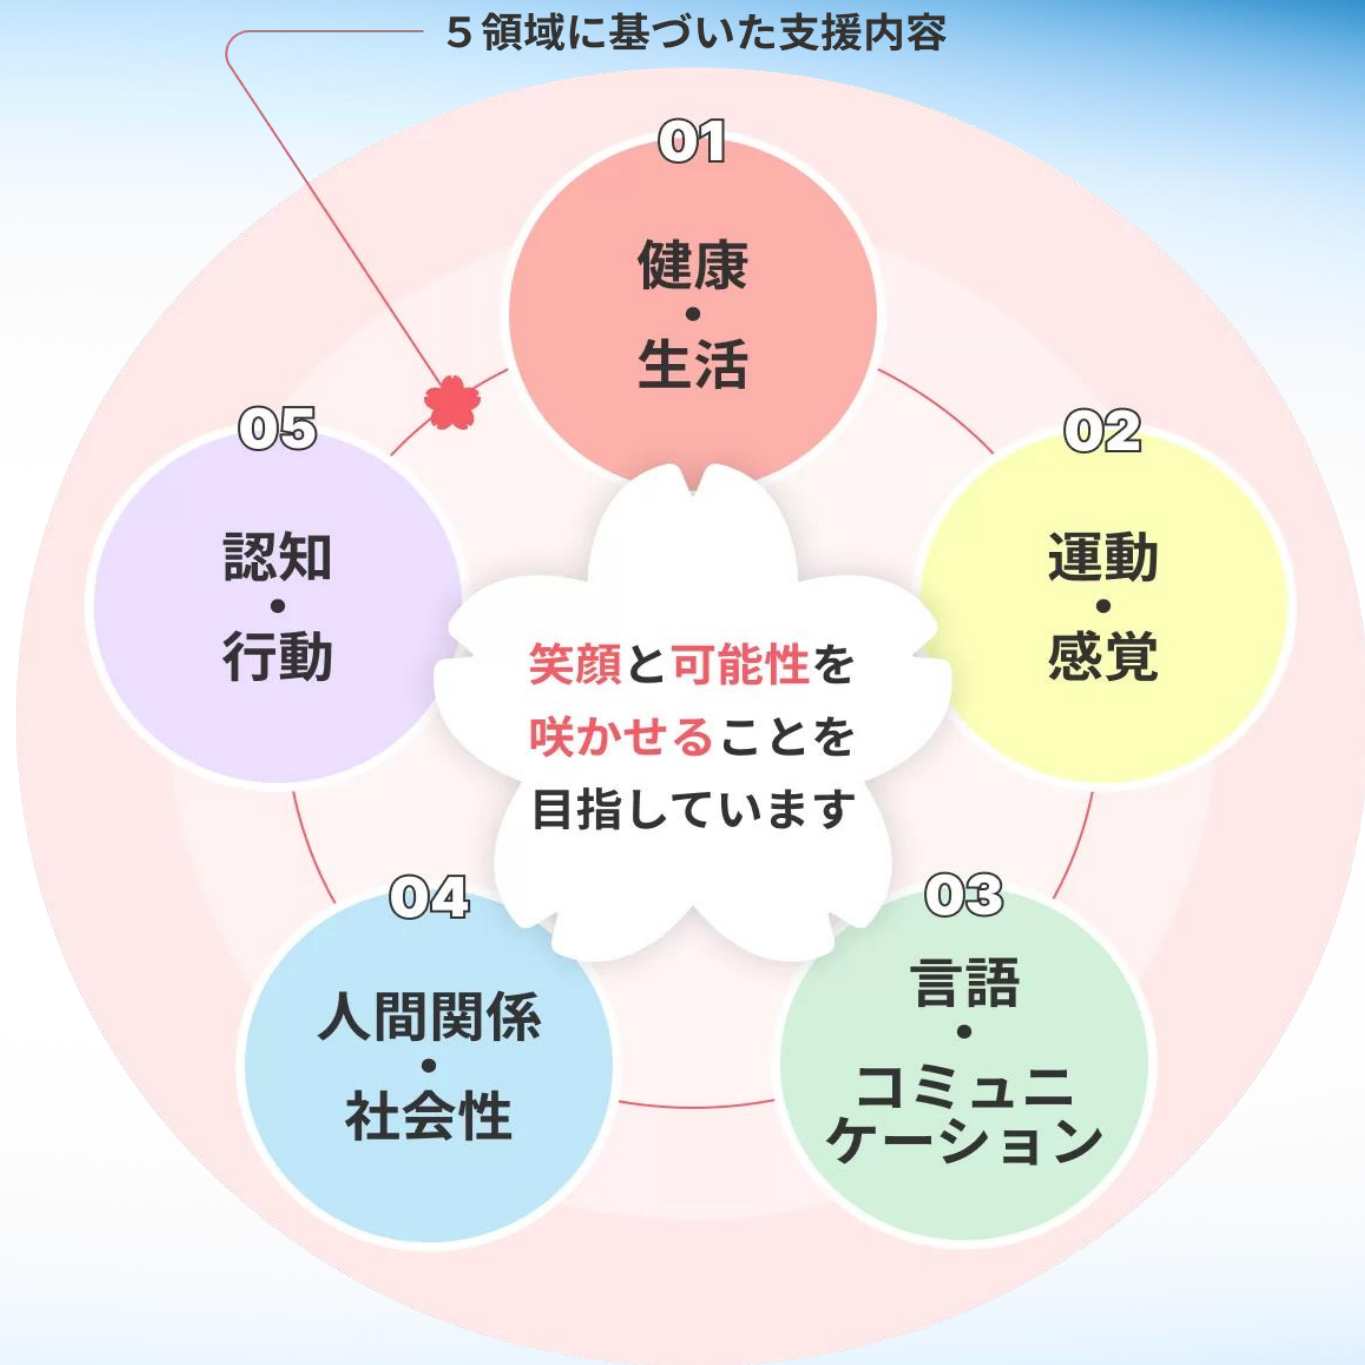 ５領域に基づいた支援内容
01
健康
・
生活
02
運動
・
感覚
03
言語
・
コミュニ
ケーション
04
人間関係
・
社会性
05
認知
・
行動
笑顔と可能性を
咲かせることを
目指しています